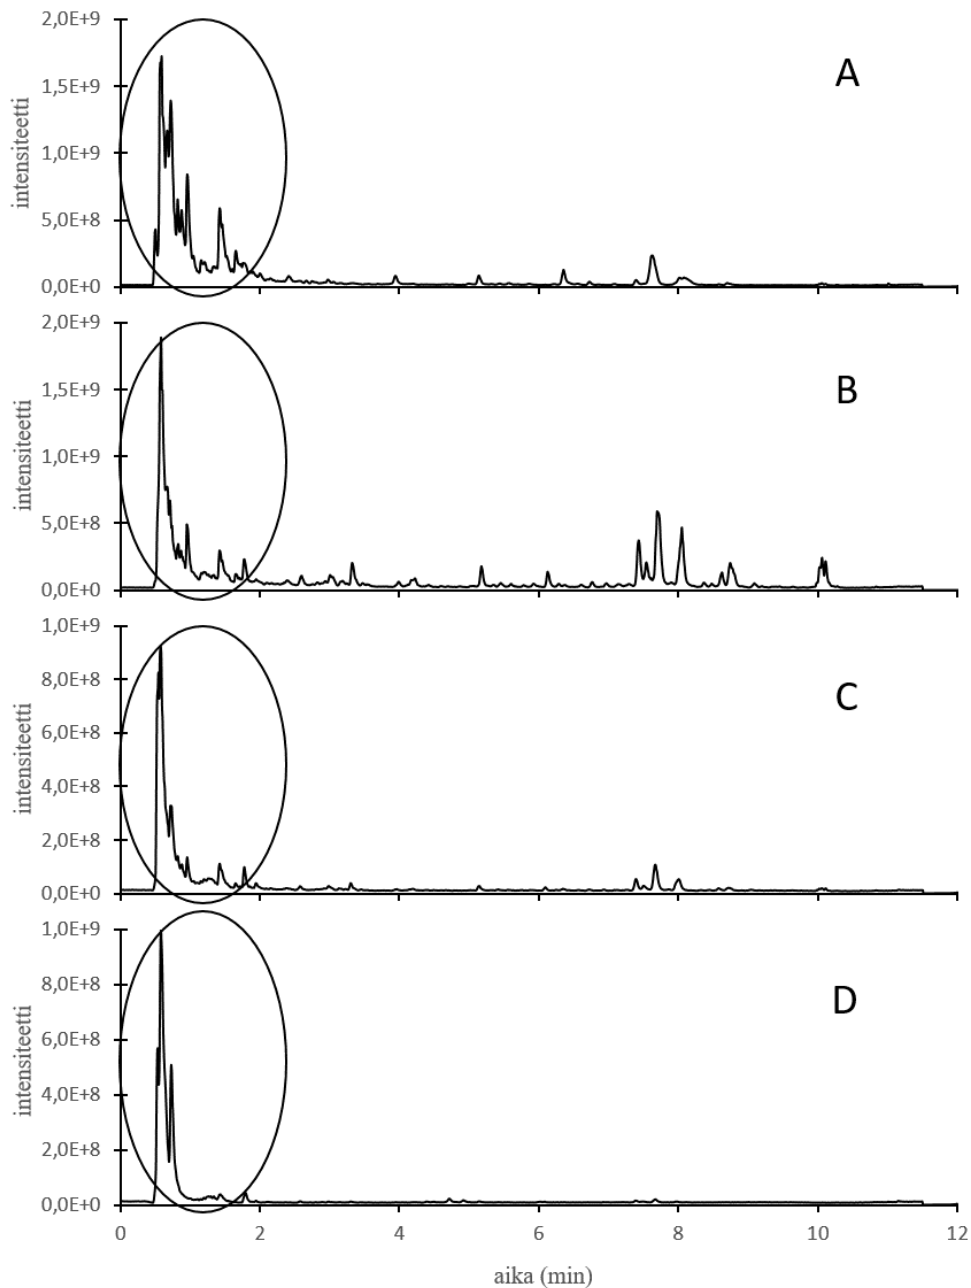 2,0E+9
1,5E+9
1,0E+9
5,0E+8
0,0E+0
intensiteetti
A
2,0E+9
1,5E+9
1,0E+9
5,0E+8
0,0E+0
intensiteetti
B
1,0E+9
8,0E+8
6,0E+8
4,0E+8
2,0E+8
0,0E+0
intensiteetti
C
1,0E+9
8,0E+8
6,0E+8
4,0E+8
2,0E+8
0,0E+0
intensiteetti
D
0 2 4 6 8 10 12
aika (min)